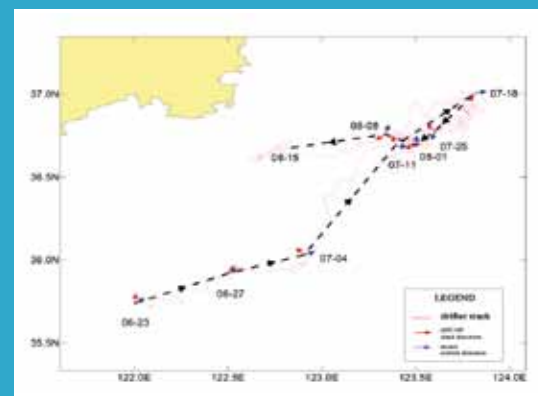 37.0N
36.5N
36.0N
35.5N
122.0E
122.5E
123.0E
123.5E
124.0E
07-18
08-08
08-15
07-25
08-01
07-11
07-04
06-27
06-23
LEGEND
drifter track